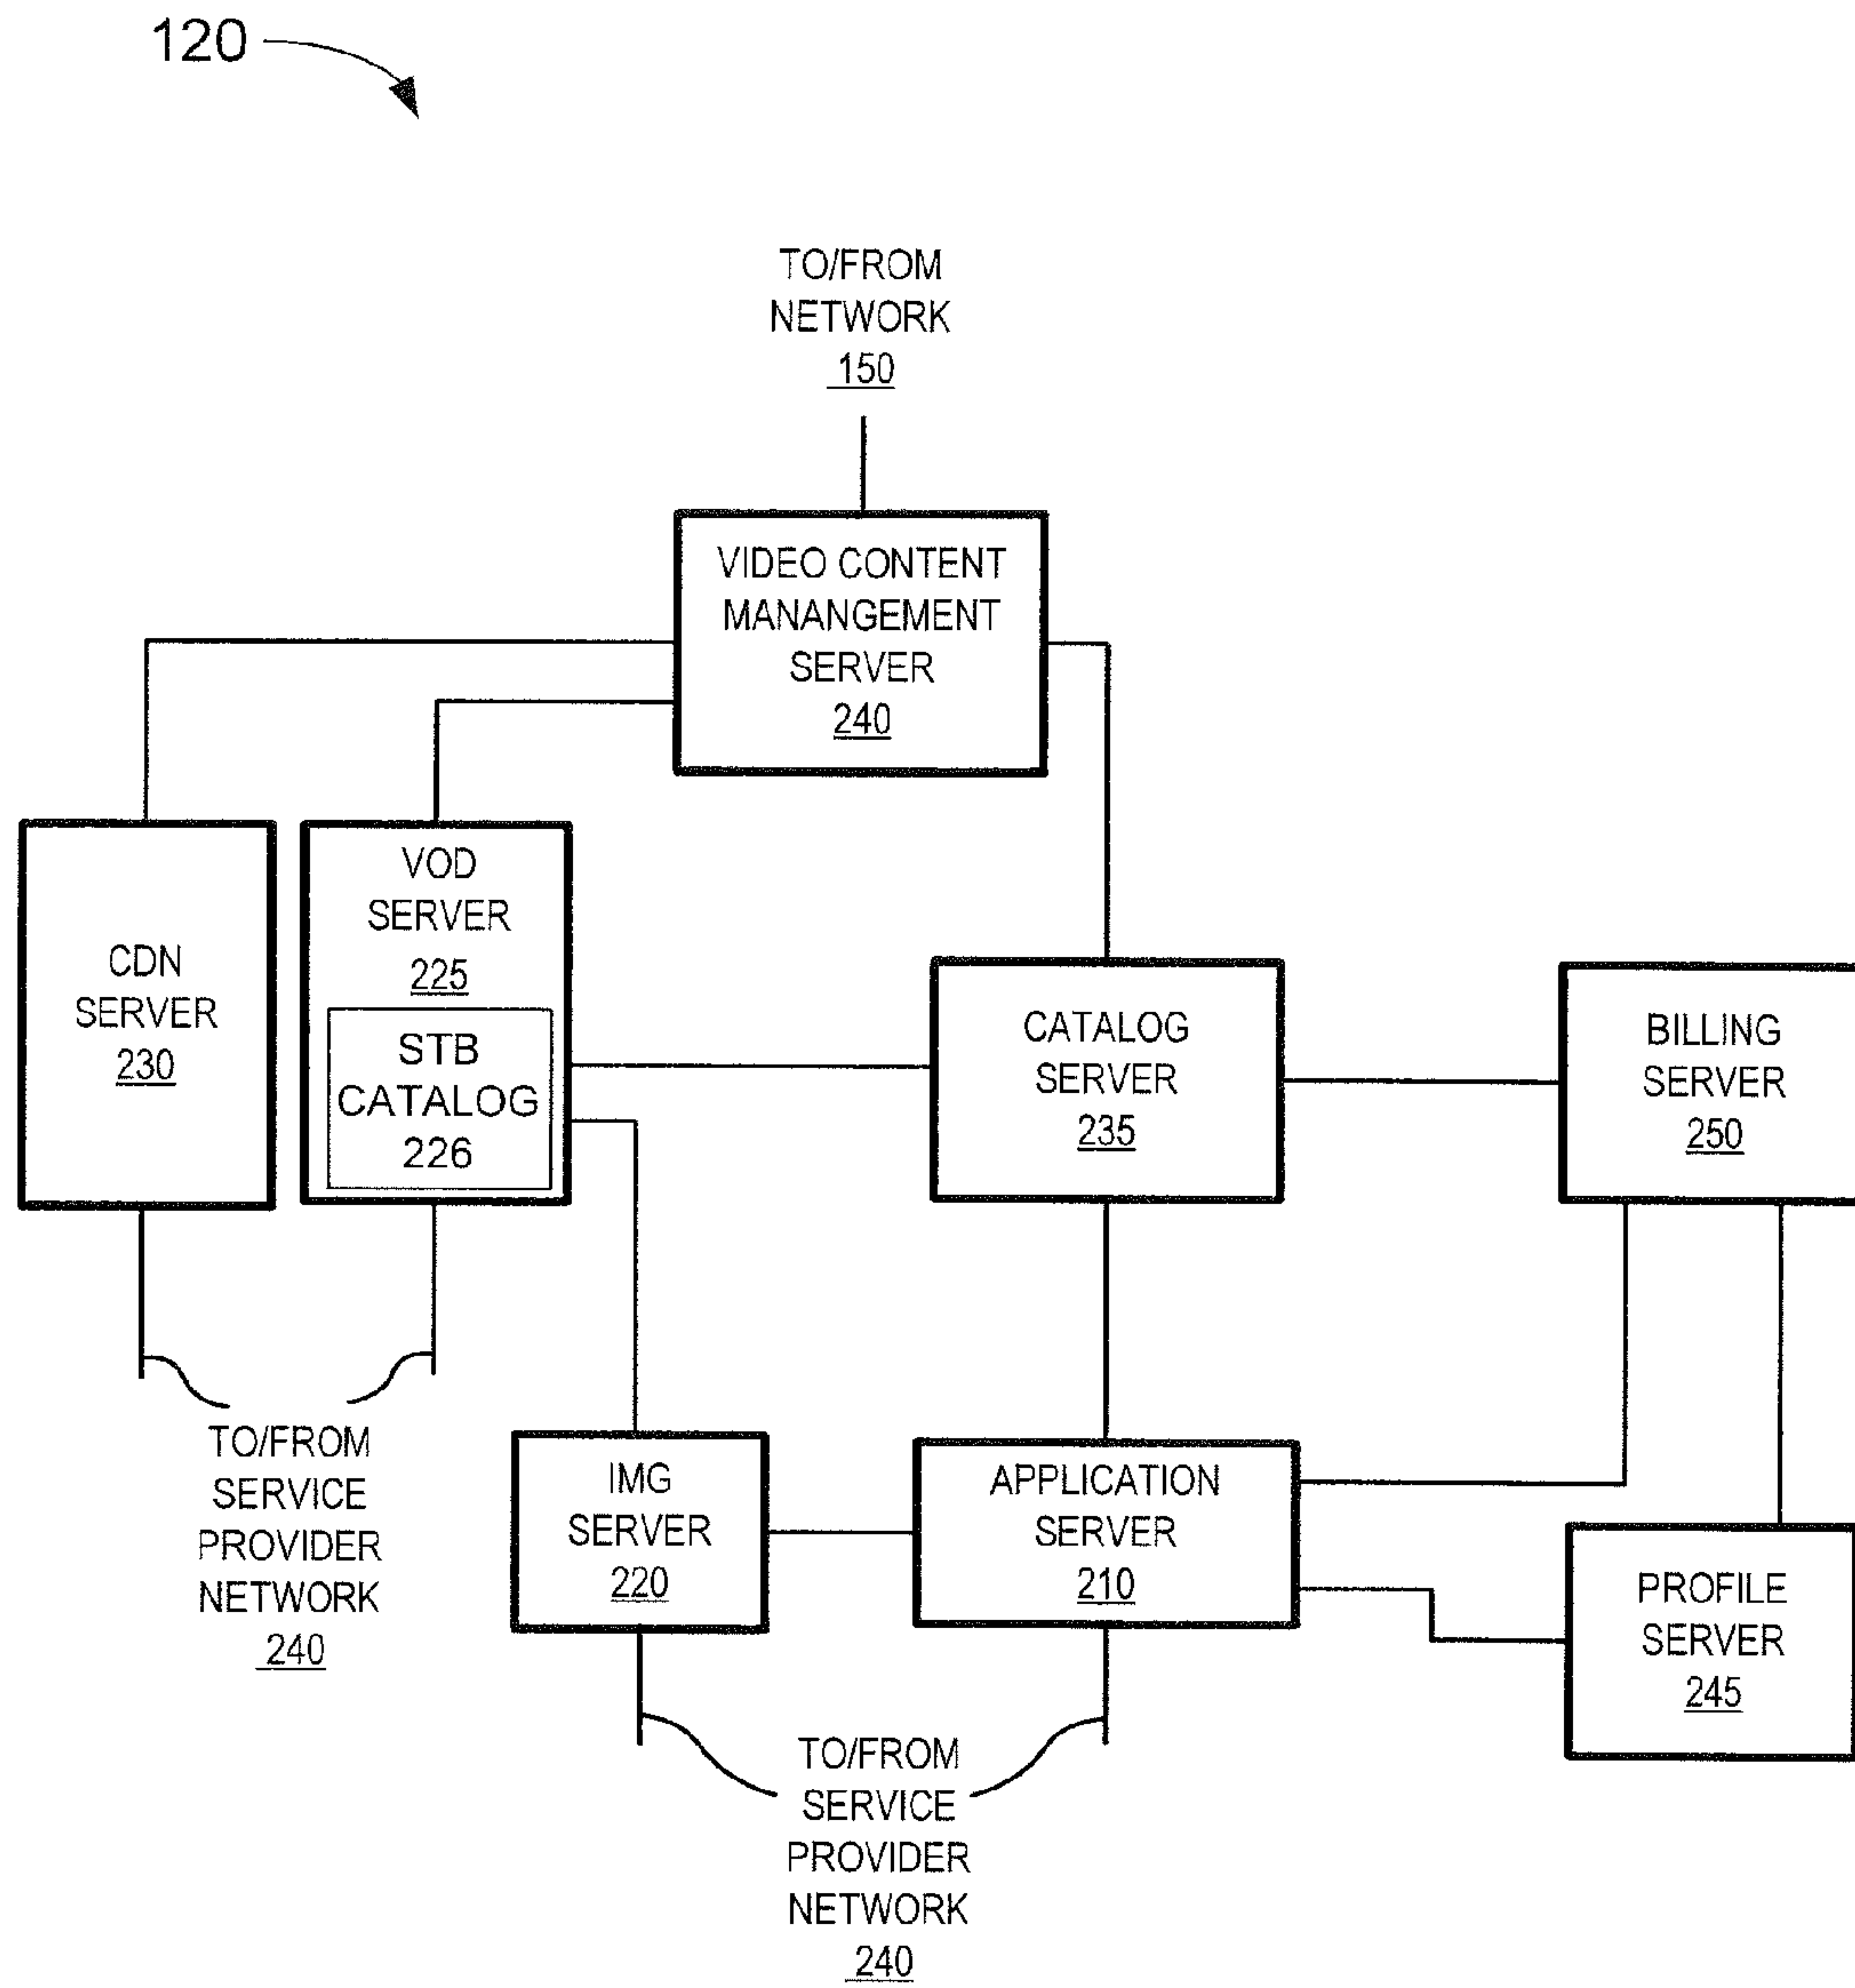 120
TO/FROM
NETWORK
150
VIDEO CONTENT
MANANGEMENT
SERVER
240
CDN
SERVER
230
VOD
SERVER
225
STB
CATALOG
226
CATALOG
SERVER
235
BILLING
SERVER
250
TO/FROM
SERVICE
PROVIDER
NETWORK
240
IMG
SERVER
220
APPLICATION
SERVER
210
PROFILE
SERVER
245
TO/FROM
SERVICE
PROVIDER
NETWORK
240